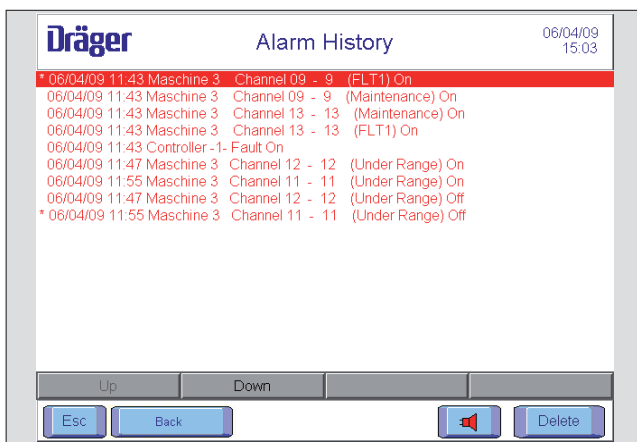 Dräger Alarm History 06/04/09
15:03
* 06/04/09 11:43 Maschine 3 Channel 09 - 9 (FLT1) On
06/04/09 11:43 Maschine 3 Channel 09 - 9 (Maintenance) On
06/04/09 11:43 Maschine 3 Channel 13 - 13 (Maintenance) On
06/04/09 11:43 Maschine 3 Channel 13 - 13 (FLT1) On
06/04/09 11:43 Controller -1- Fault On
06/04/09 11:47 Maschine 3 Channel 12 - 12 (Under Range) On
06/04/09 11:55 Maschine 3 Channel 11 - 11 (Under Range) On
06/04/09 11:47 Maschine 3 Channel 12 - 12 (Under Range) Off
* 06/04/09 11:55 Maschine 3 Channel 11 - 11 (Under Range) Off
Up Down
Esc Back Delete